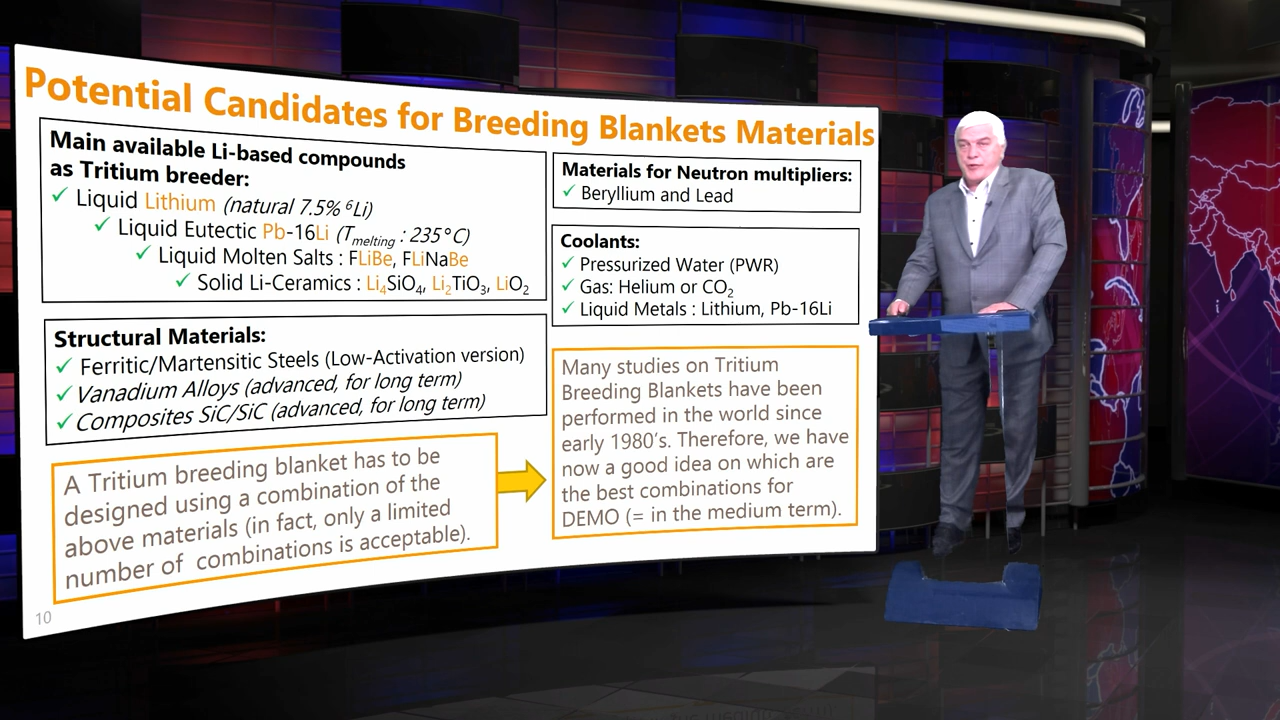 Potential Candidates for Breeding Blankets Materials
Main available Li-based compounds
as Tritium breeder:
✓ Liquid Lithium (natural 7.5% ⁶Li)
✓ Liquid Eutectic Pb-16Li (Tmelting : 235°C)
✓ Liquid Molten Salts : FLiBe, FLiNaBe
✓ Solid Li-Ceramics : Li₄SiO₄, Li₂TiO₃, LiO₂
Structural Materials:
✓ Ferritic/Martensitic Steels (Low-Activation version)
✓ Vanadium Alloys (advanced, for long term)
✓ Composites SiC/SiC (advanced, for long term)
A Tritium breeding blanket has to be
designed using a combination of the
above materials (in fact, only a limited
number of combinations is acceptable).
Materials for Neutron multipliers:
✓ Beryllium and Lead
Coolants:
✓ Pressurized Water (PWR)
✓ Gas: Helium or CO₂
✓ Liquid Metals : Lithium, Pb-16Li
Many studies on Tritium
Breeding Blankets have been
performed in the world since
early 1980's. Therefore, we have
now a good idea on which are
the best combinations for
DEMO (= in the medium term).
10